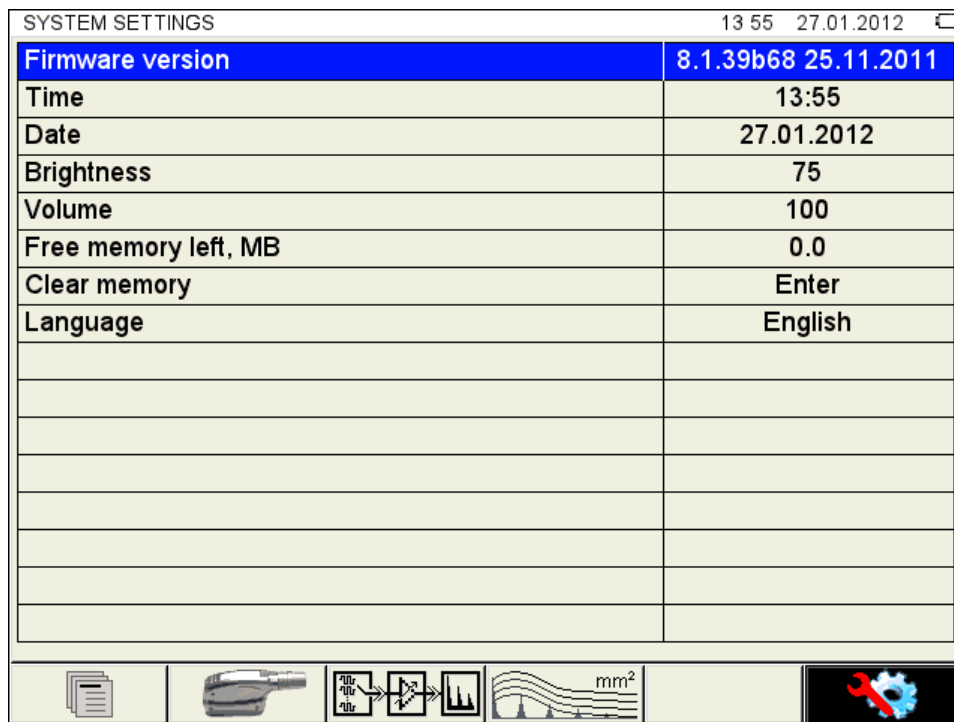 SYSTEM SETTINGS 13 55 27.01.2012
Firmware version 8.1.39b68 25.11.2011
Time 13:55
Date 27.01.2012
Brightness 75
Volume 100
Free memory left, MB 0.0
Clear memory Enter
Language English
mm²